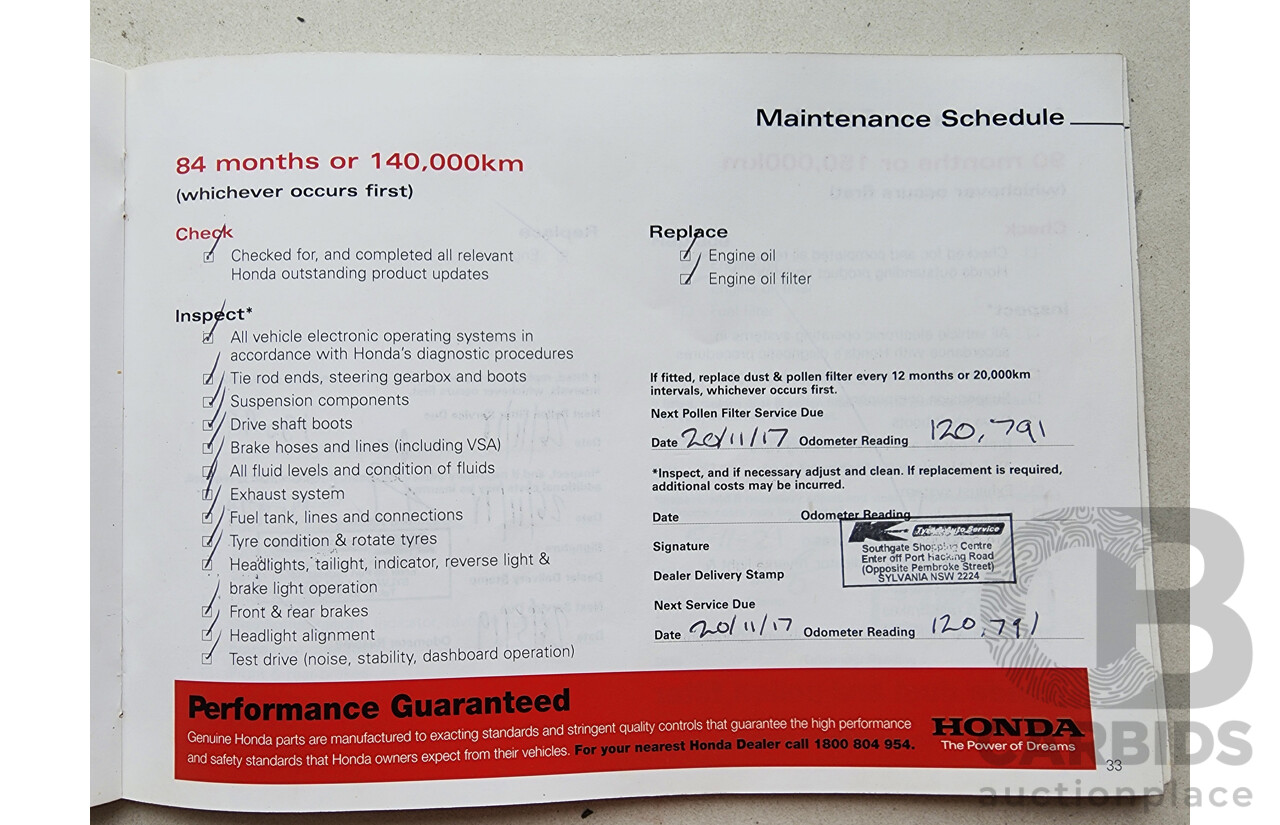 Maintenance Schedule
84 months or 140,000km
(whichever occurs first)
Check
Checked for, and completed all relevant
Honda outstanding product updates
Inspect*
All vehicle electronic operating systems in
accordance with Honda's diagnostic procedures
Tie rod ends, steering gearbox and boots
Suspension components
Drive shaft boots
Brake hoses and lines (including VSA)
All fluid levels and condition of fluids
Exhaust system
Fuel tank, lines and connections
Tyre condition & rotate tyres
Headlights, tailight, indicator, reverse light &
brake light operation
Front & rear brakes
Headlight alignment
Test drive (noise, stability, dashboard operation)
Replace
Engine oil
Engine oil filter
If fitted, replace dust & pollen filter every 12 months or 20,000km
intervals, whichever occurs first.
Next Pollen Filter Service Due
Date 20/11/17 Odometer Reading 120,791
*Inspect, and if necessary adjust and clean. If replacement is required,
additional costs may be incurred.
Date Odometer Reading
Signature
Dealer Delivery Stamp
Kmart Tyre & Auto Service
Southgate Shopping Centre
Enter off Port Hacking Road
(Opposite Pembroke Street)
SYLVANIA NSW 2224
Next Service Due
Date 20/11/17 Odometer Reading 120,791
Performance Guaranteed
Genuine Honda parts are manufactured to exacting standards and stringent quality controls that guarantee the high performance
and safety standards that Honda owners expect from their vehicles. For your nearest Honda Dealer call 1800 804 954.
HONDA
The Power of Dreams
33
CB
CARBIDS
auctionplace